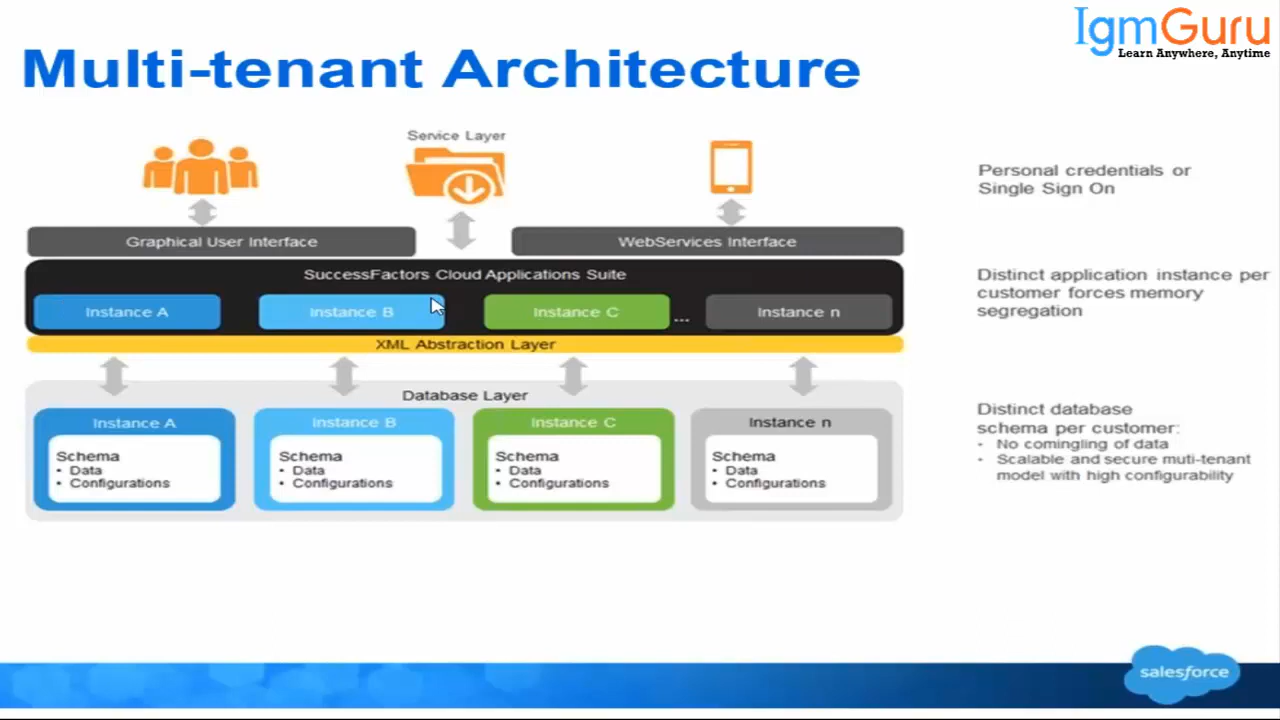 IgmGuru
Learn Anywhere, Anytime
Multi-tenant Architecture
Service Layer
Personal credentials or
Single Sign On
Graphical User Interface
WebServices Interface
SuccessFactors Cloud Applications Suite
Instance A
Instance B
Instance C
...
Instance n
Distinct application instance per
customer forces memory
segregation
XML Abstraction Layer
Database Layer
Instance A
Schema
• Data
• Configurations
Instance B
Schema
• Data
• Configurations
Instance C
Schema
• Data
• Configurations
Instance n
Schema
• Data
• Configurations
Distinct database
schema per customer:
- No comingling of data
- Scalable and secure muti-tenant
model with high configurability
salesforce